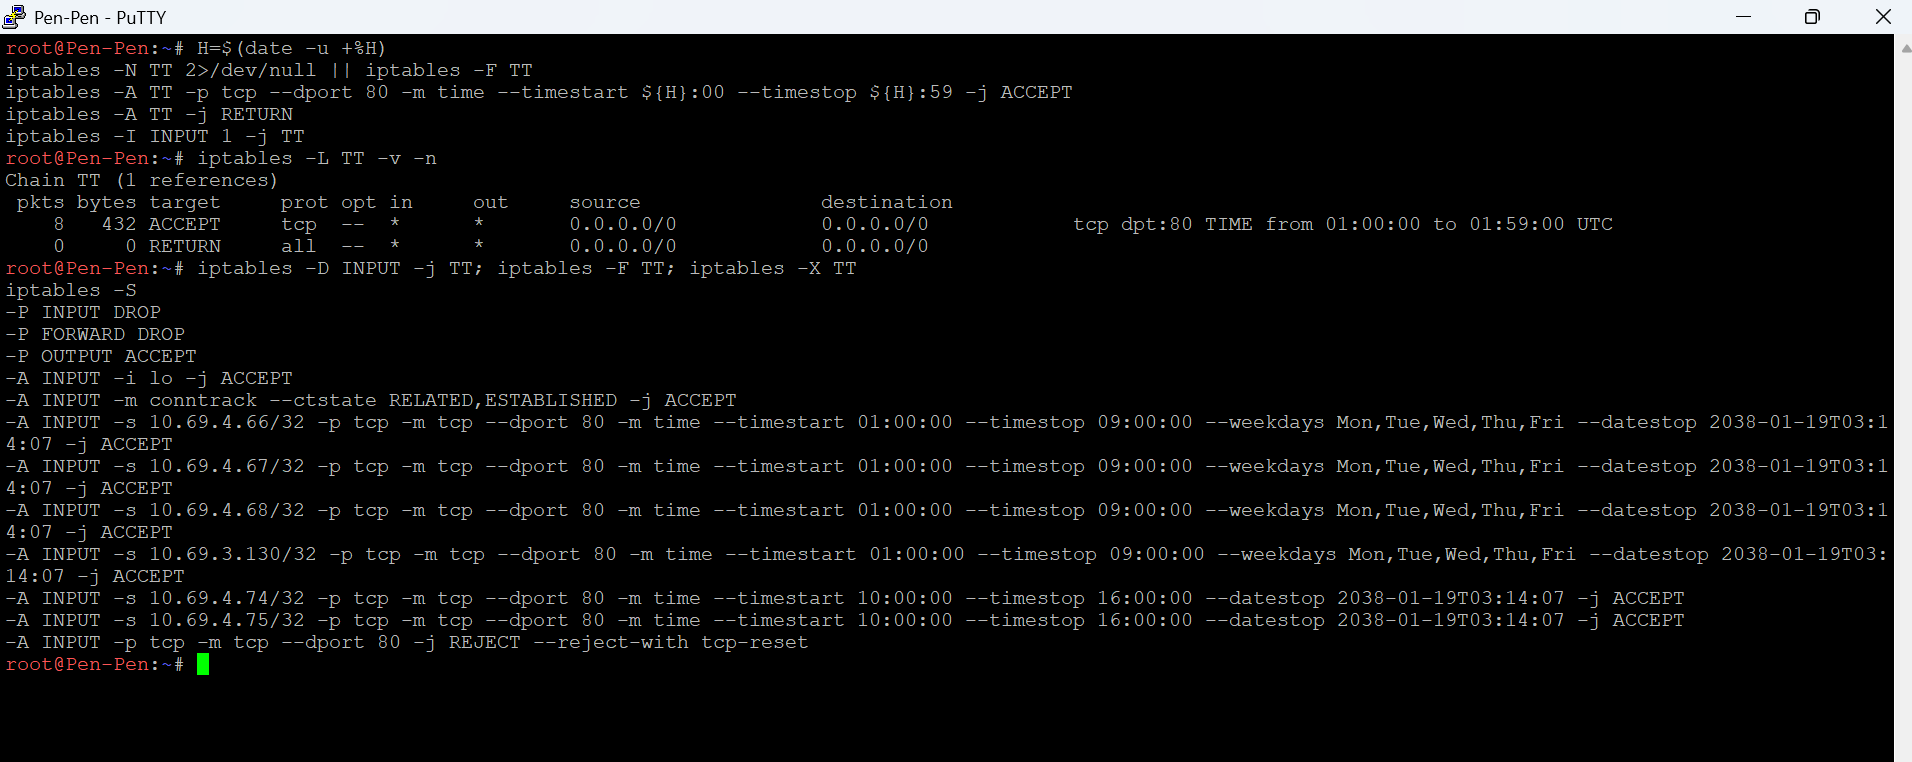 Pen-Pen - PuTTY
root@Pen-Pen:~# H=$(date -u +%H)
iptables -N TT 2>/dev/null || iptables -F TT
iptables -A TT -p tcp --dport 80 -m time --timestart ${H}:00 --timestop ${H}:59 -j ACCEPT
iptables -A TT -j RETURN
iptables -I INPUT 1 -j TT
root@Pen-Pen:~# iptables -L TT -v -n
Chain TT (1 references)
 pkts bytes target     prot opt in     out     source               destination
    8   432 ACCEPT     tcp  --  *      *       0.0.0.0/0            0.0.0.0/0            tcp dpt:80 TIME from 01:00:00 to 01:59:00 UTC
    0     0 RETURN     all  --  *      *       0.0.0.0/0            0.0.0.0/0
root@Pen-Pen:~# iptables -D INPUT -j TT; iptables -F TT; iptables -X TT
iptables -S
-P INPUT DROP
-P FORWARD DROP
-P OUTPUT ACCEPT
-A INPUT -i lo -j ACCEPT
-A INPUT -m conntrack --ctstate RELATED,ESTABLISHED -j ACCEPT
-A INPUT -s 10.69.4.66/32 -p tcp -m tcp --dport 80 -m time --timestart 01:00:00 --timestop 09:00:00 --weekdays Mon,Tue,Wed,Thu,Fri --datestop 2038-01-19T03:1
4:07 -j ACCEPT
-A INPUT -s 10.69.4.67/32 -p tcp -m tcp --dport 80 -m time --timestart 01:00:00 --timestop 09:00:00 --weekdays Mon,Tue,Wed,Thu,Fri --datestop 2038-01-19T03:1
4:07 -j ACCEPT
-A INPUT -s 10.69.4.68/32 -p tcp -m tcp --dport 80 -m time --timestart 01:00:00 --timestop 09:00:00 --weekdays Mon,Tue,Wed,Thu,Fri --datestop 2038-01-19T03:1
4:07 -j ACCEPT
-A INPUT -s 10.69.3.130/32 -p tcp -m tcp --dport 80 -m time --timestart 01:00:00 --timestop 09:00:00 --weekdays Mon,Tue,Wed,Thu,Fri --datestop 2038-01-19T03:
14:07 -j ACCEPT
-A INPUT -s 10.69.4.74/32 -p tcp -m tcp --dport 80 -m time --timestart 10:00:00 --timestop 16:00:00 --datestop 2038-01-19T03:14:07 -j ACCEPT
-A INPUT -s 10.69.4.75/32 -p tcp -m tcp --dport 80 -m time --timestart 10:00:00 --timestop 16:00:00 --datestop 2038-01-19T03:14:07 -j ACCEPT
-A INPUT -p tcp -m tcp --dport 80 -j REJECT --reject-with tcp-reset
root@Pen-Pen:~#